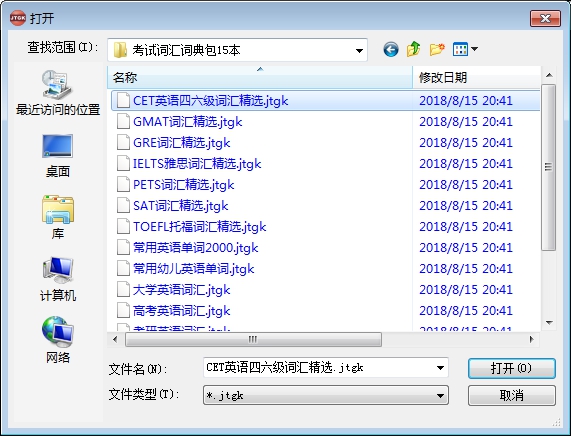 JTGK 打开
查找范围(I): 考试词汇词典包15本
名称 修改日期
CET英语四六级词汇精选.jtgk 2018/8/15 20:41
GMAT词汇精选.jtgk 2018/8/15 20:41
GRE词汇精选.jtgk 2018/8/15 20:41
IELTS雅思词汇精选.jtgk 2018/8/15 20:41
PETS词汇精选.jtgk 2018/8/15 20:41
SAT词汇精选.jtgk 2018/8/15 20:41
TOEFL托福词汇精选.jtgk 2018/8/15 20:41
常用英语单词2000.jtgk 2018/8/15 20:41
常用幼儿英语单词.jtgk 2018/8/15 20:41
大学英语词汇.jtgk 2018/8/15 20:41
高考英语词汇.jtgk 2018/8/15 20:41
考研英语词汇.jtgk 2018/8/15 20:41
最近访问的位置
桌面
库
计算机
网络
文件名(N): CET英语四六级词汇精选.jtgk 打开(O)
文件类型(T): *.jtgk 取消